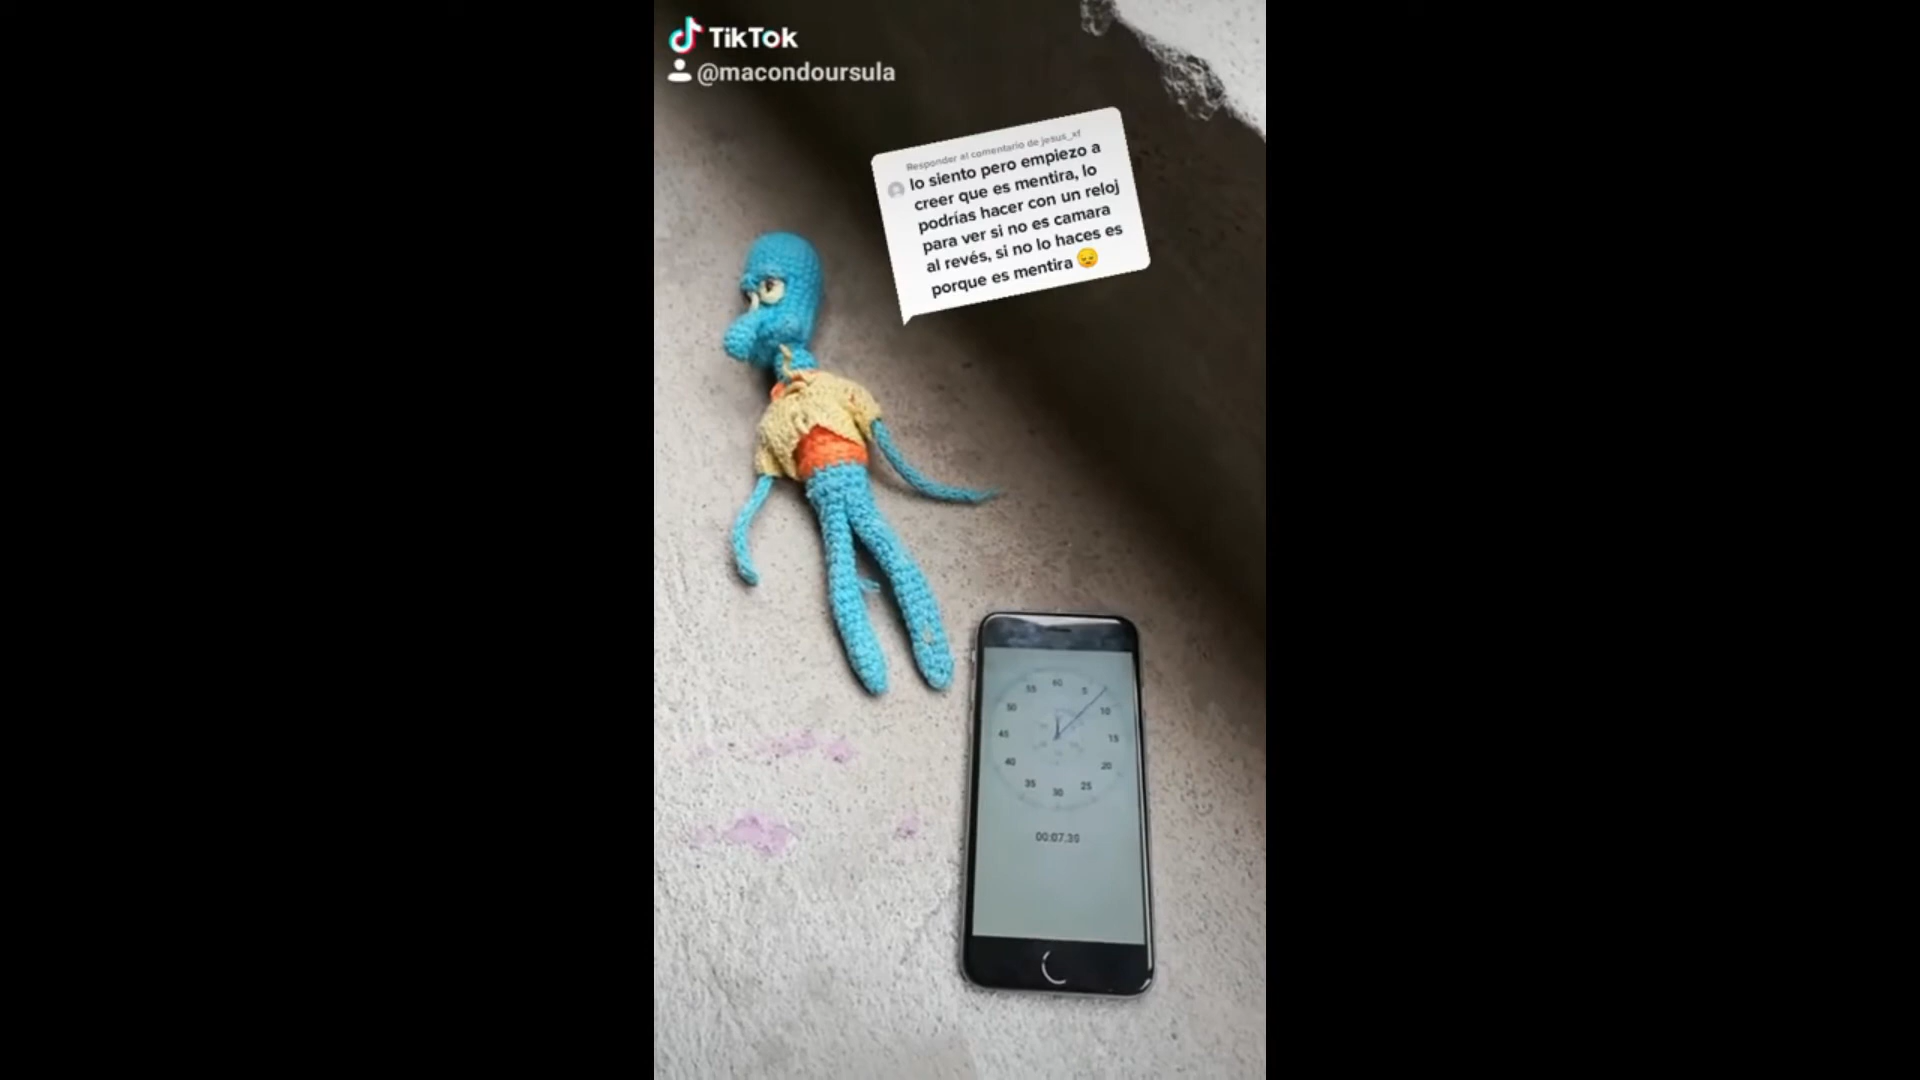 TikTok
@macondoursula
Responder al comentario de jesus_xf
lo siento pero empiezo a
creer que es mentira, lo
podrías hacer con un reloj
para ver si no es camara
al revés, si no lo haces es
porque es mentira 😔
60
55
5
50
10
45
15
40
20
35
25
30
00:07.39